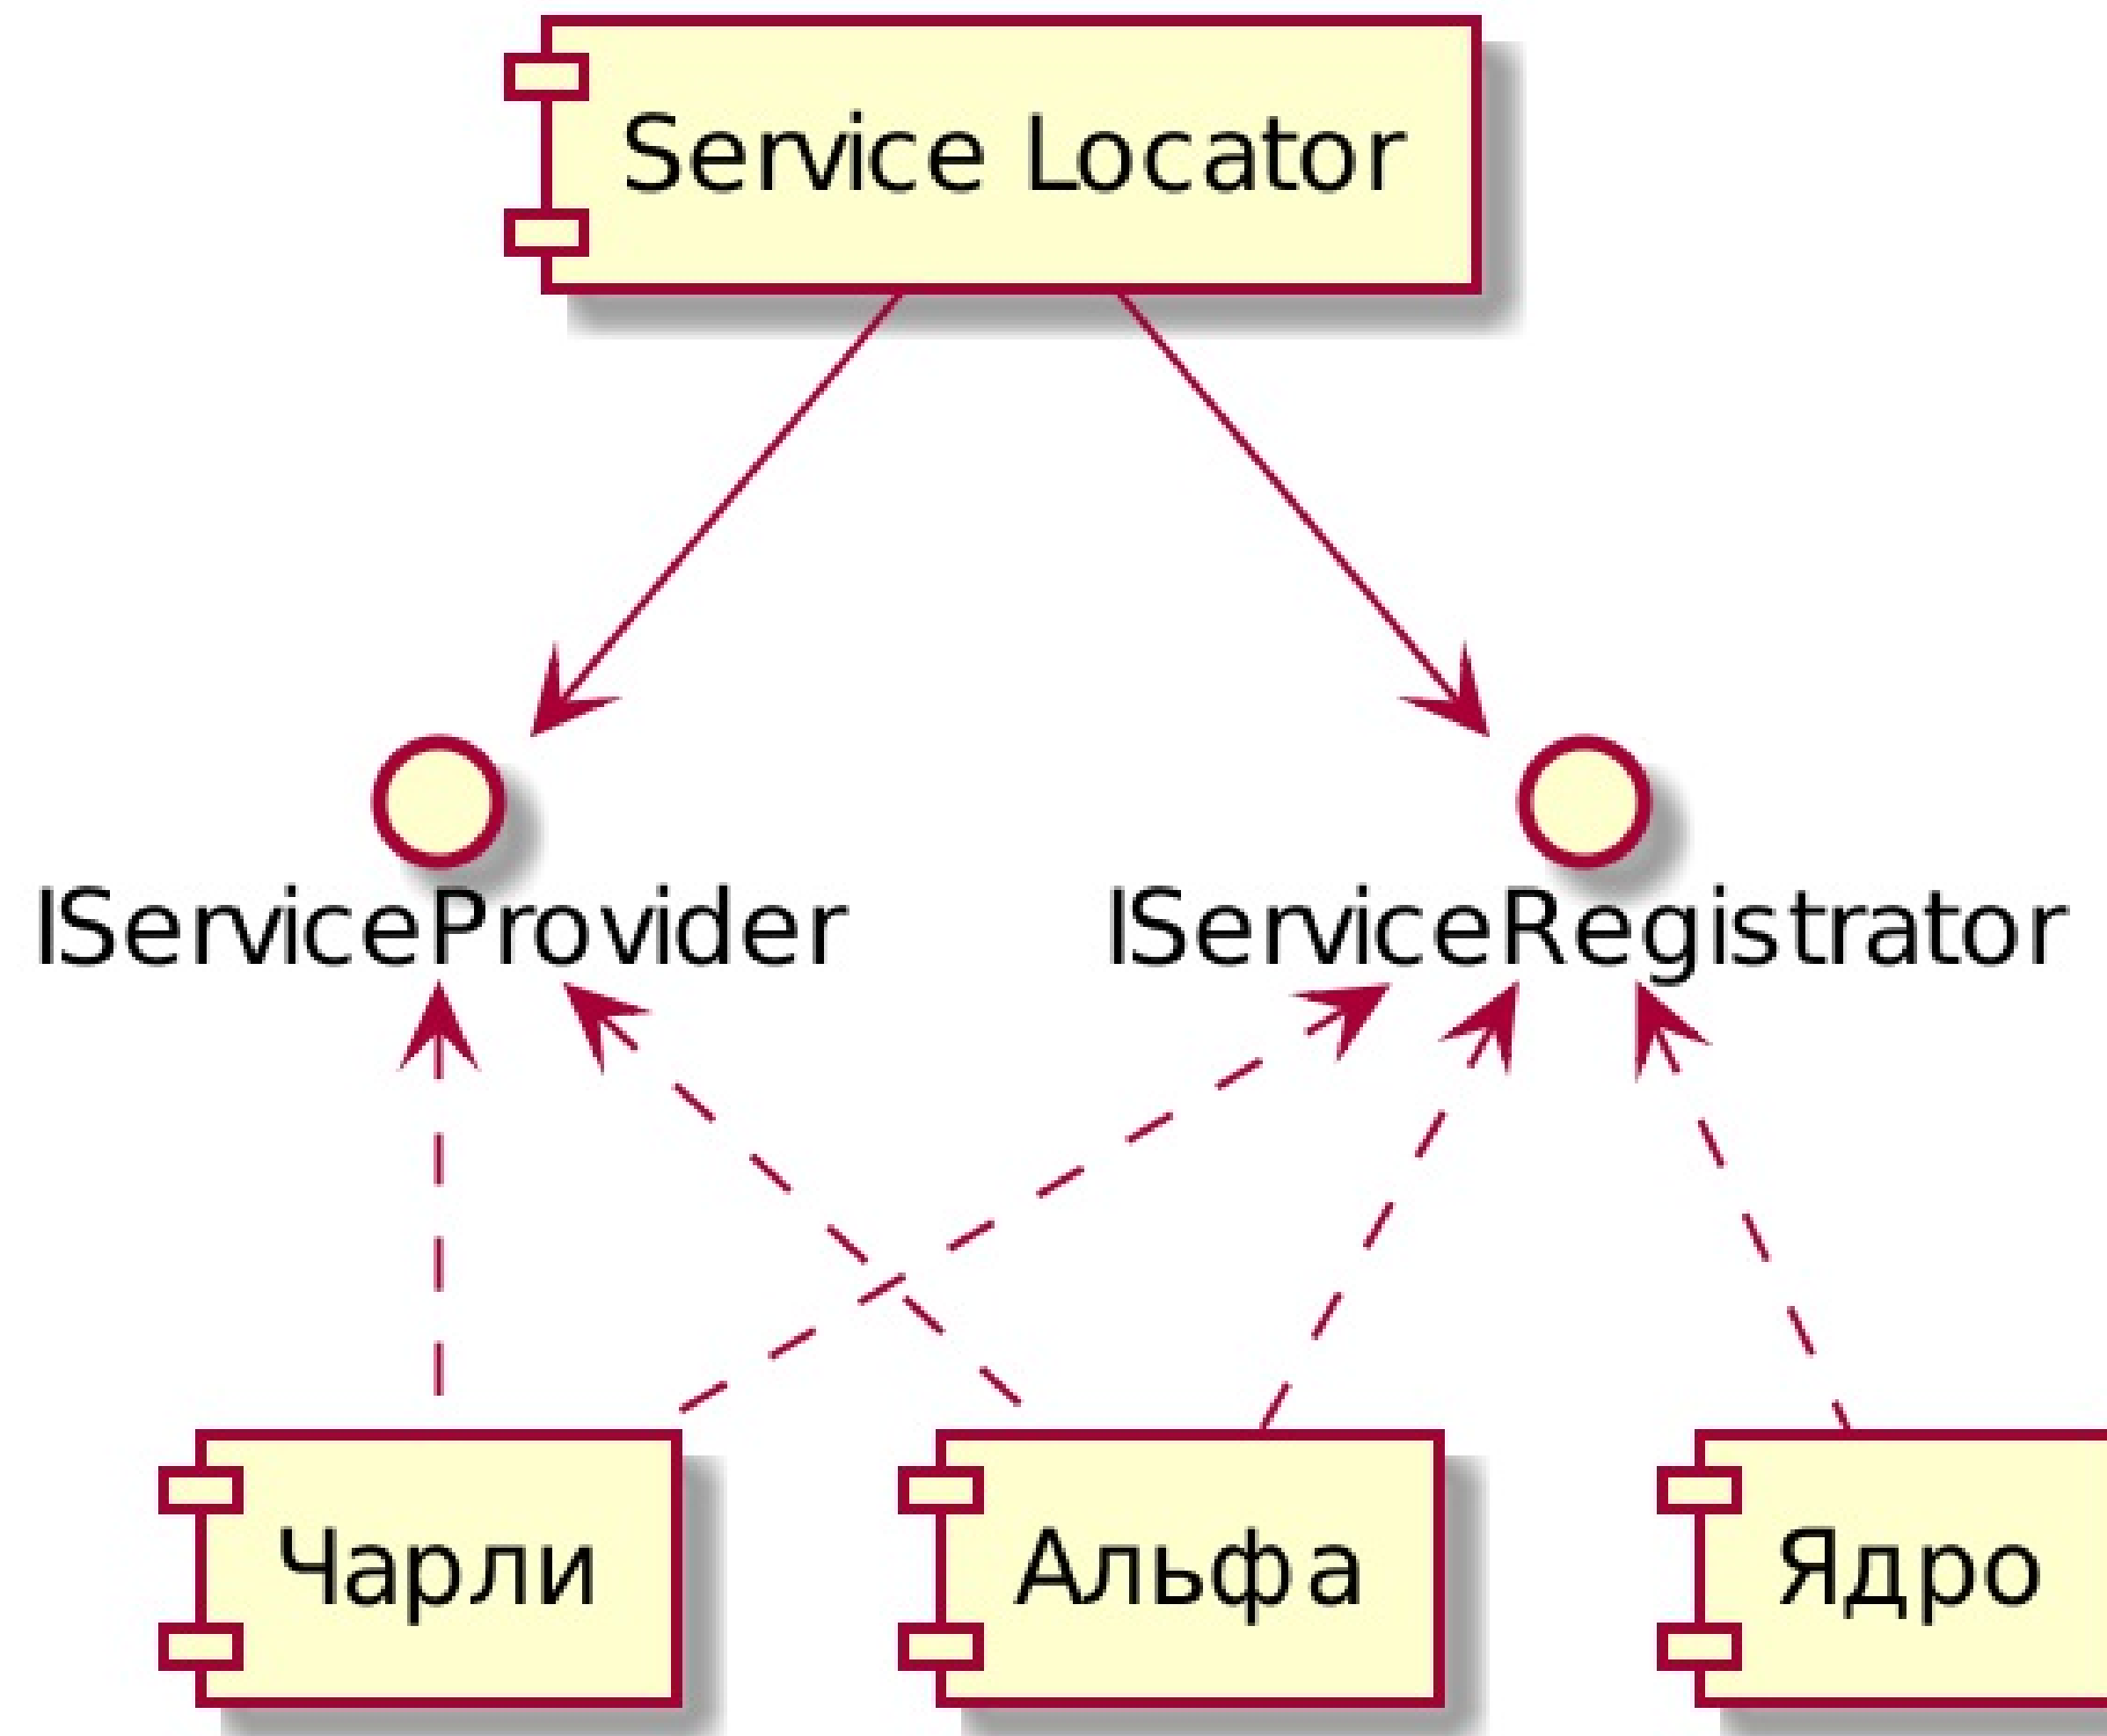 Service Locator
IServiceProvider
IServiceRegistrator
Чарли
Альфа
Ядро